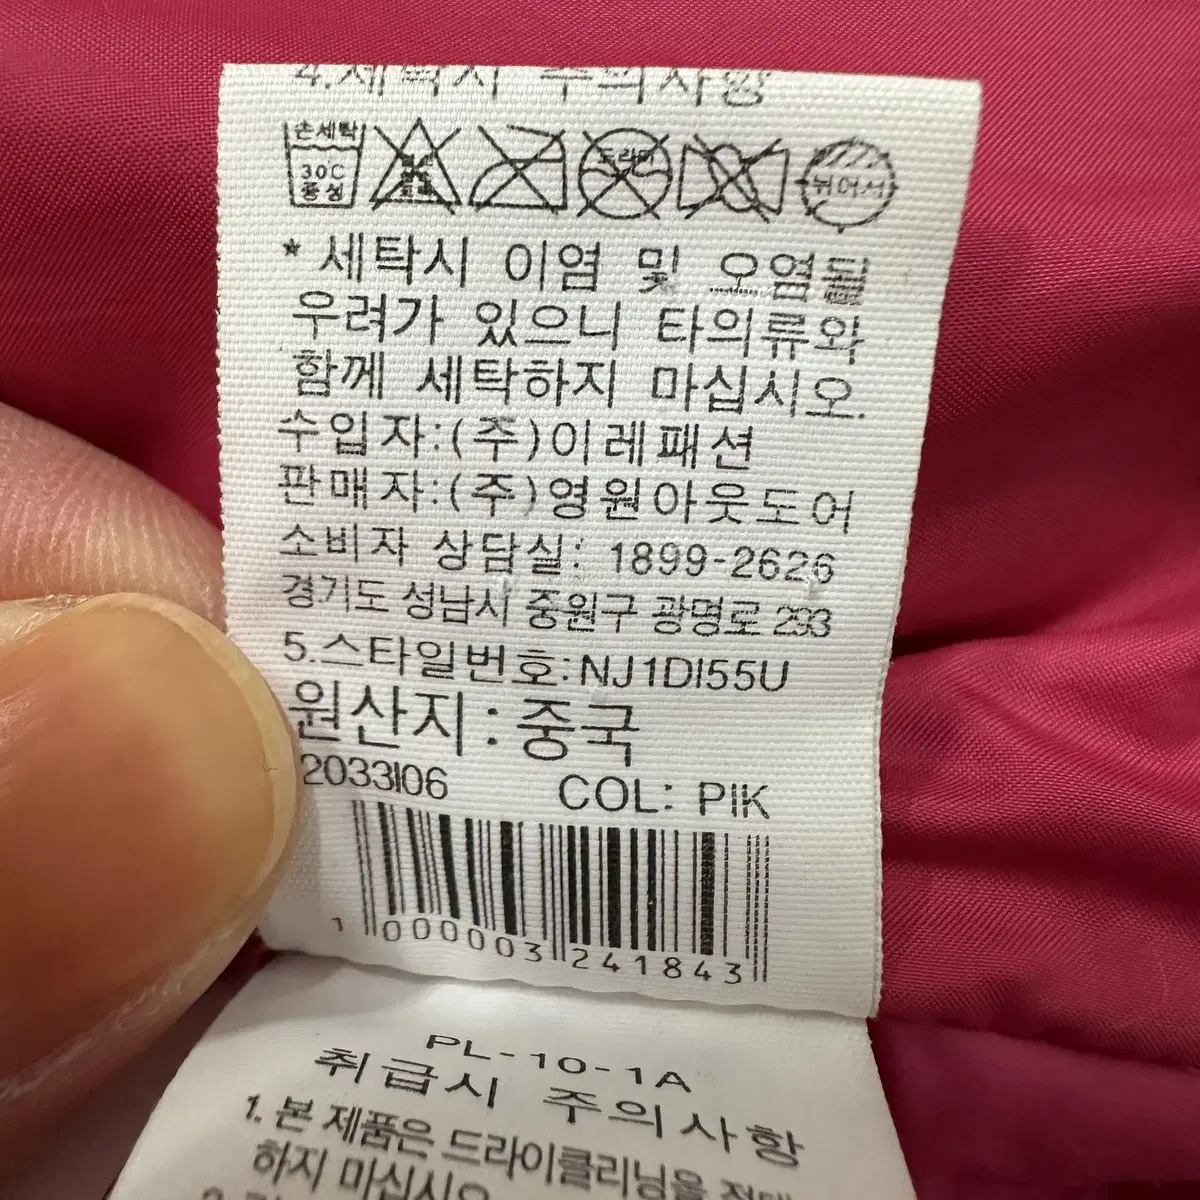 4.세탁시 주의사항
손세탁 30C 중성 드라이 뉘어서
* 세탁시 이염 및 오염될
우려가 있으니 타의류와
함께 세탁하지 마십시오.
수입자:(주)이레패션
판매자:(주)영원아웃도어
소비자 상담실: 1899-2626
경기도 성남시 중원구 광명로 293
5.스타일번호:NJ1DI55U
원산지:중국
2033I06 COL: PIK
1 000003 241843
PL-10-1A
취급시 주의사항
1. 본 제품은 드라이클리닝을 절대
하지 마십시오